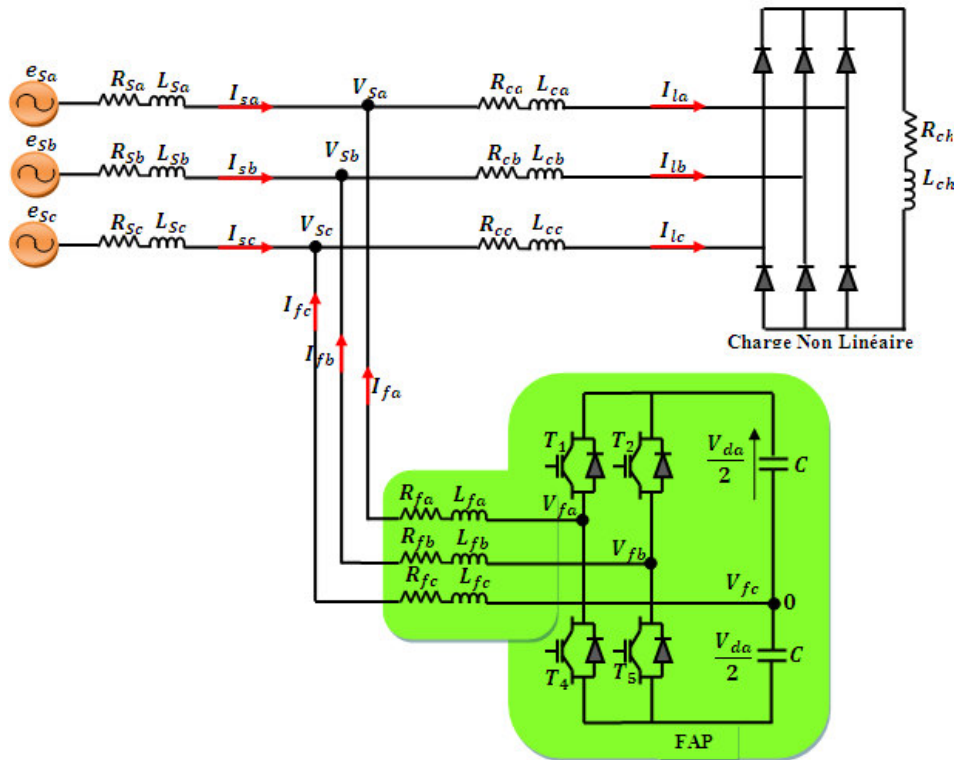 e_Sa R_Sa L_Sa I_sa V_Sa R_ca L_ca I_la
e_Sb R_Sb L_Sb I_sb V_Sb R_cb L_cb I_lb
e_Sc R_Sc L_Sc I_sc V_Sc R_cc L_cc I_lc
R_ch
L_ch
Charge Non Linéaire
I_fc
I_fb
I_fa
T_1 T_2
V_da/2 C
R_fa L_fa V_fa
R_fb L_fb V_fb
R_fc L_fc V_fc 0
T_4 T_5
V_da/2 C
FAP